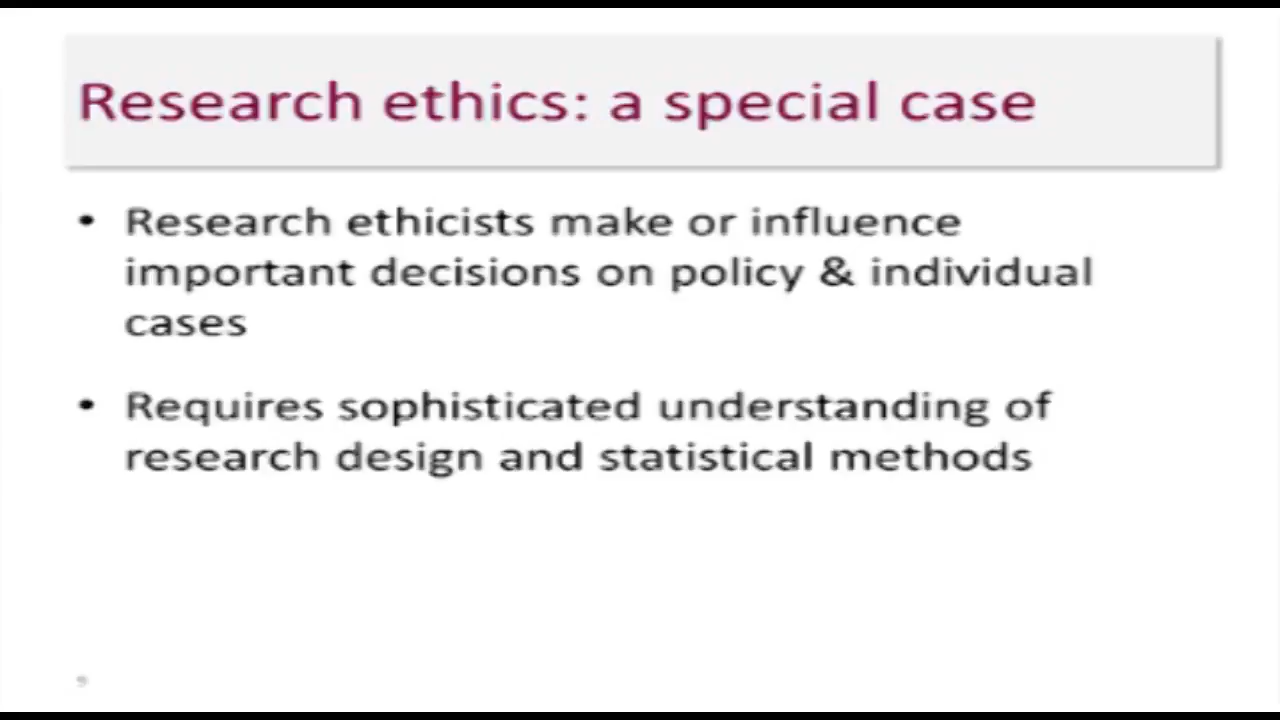 Research ethics: a special case
• Research ethicists make or influence
important decisions on policy & individual
cases
• Requires sophisticated understanding of
research design and statistical methods
9